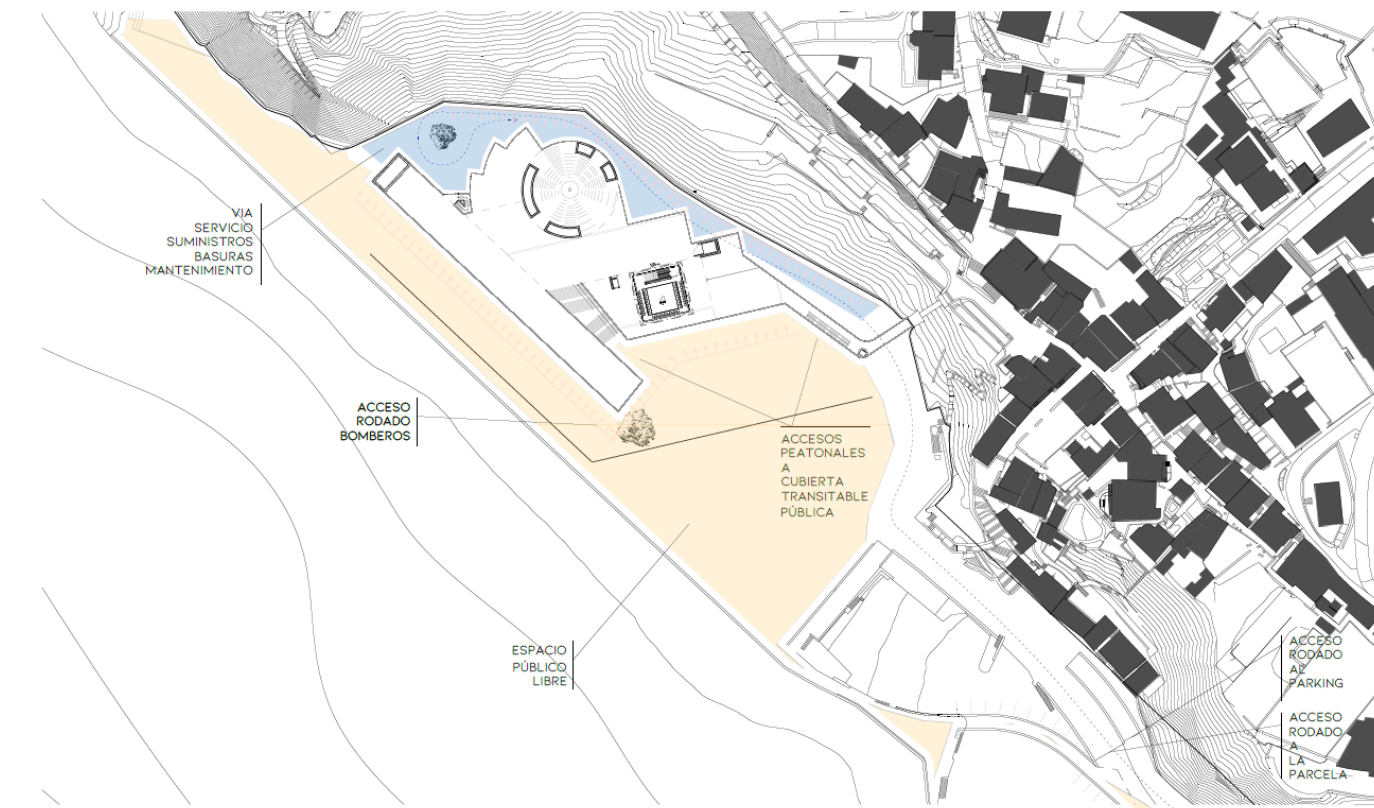 VIA
SERVICIO
SUMINISTROS
BASURAS
MANTENIMIENTO
ACCESO
RODADO
BOMBEROS
ACCESOS
PEATONALES
A
CUBIERTA
TRANSITABLE
PÚBLICA
ESPACIO
PÚBLICO
LIBRE
ACCESO
RODADO
AL
PARKING
ACCESO
RODADO
A
LA
PARCELA